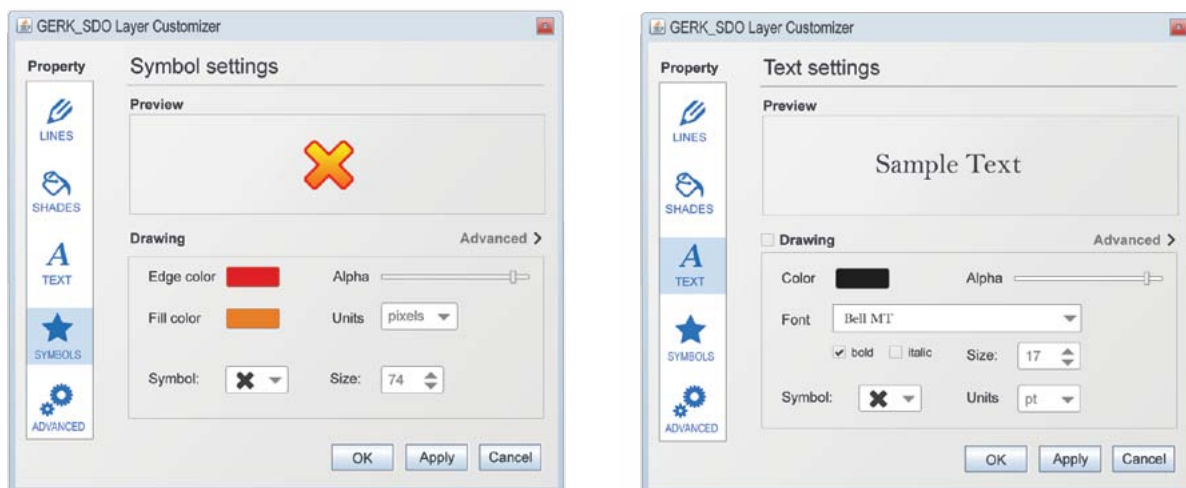 GERK_SDO Layer Customizer
Property
Symbol settings
LINES
SHADES
A
TEXT
SYMBOLS
ADVANCED
Preview
Drawing
Advanced >
Edge color
Alpha
Fill color
Units
pixels
Symbol:
Size:
74
OK
Apply
Cancel
GERK_SDO Layer Customizer
Property
Text settings
LINES
SHADES
A
TEXT
SYMBOLS
ADVANCED
Preview
Sample Text
Drawing
Advanced >
Color
Alpha
Font
Bell MT
bold
italic
Size:
17
Symbol:
Units
pt
OK
Apply
Cancel